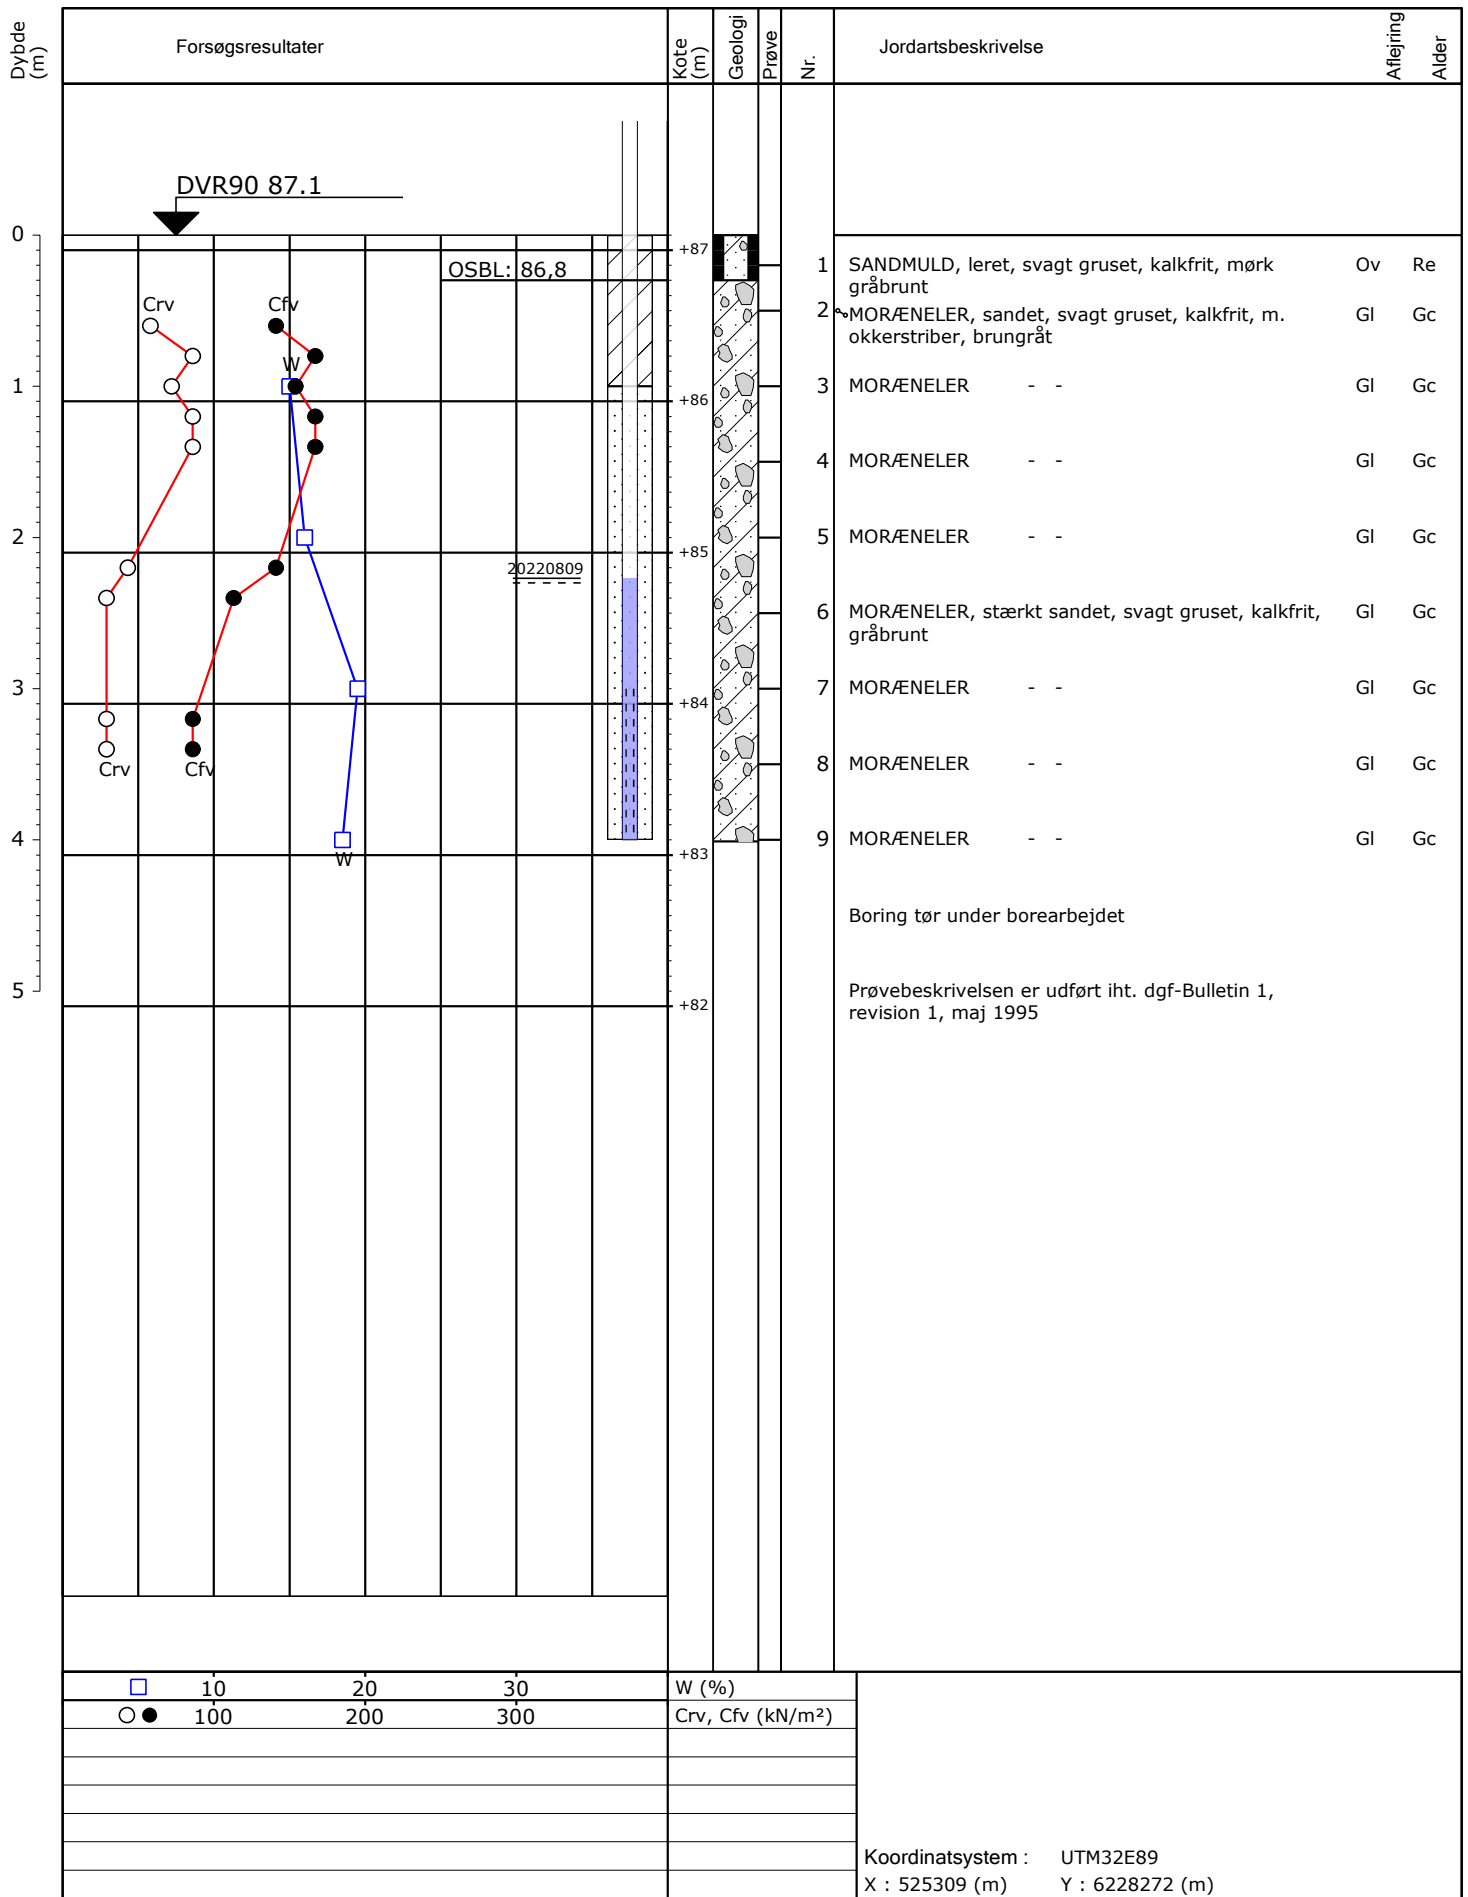 Dybde (m)
Forsøgsresultater
Kote (m)
Geologi
Prøve
Nr.
Jordartsbeskrivelse
Aflejring
Alder
DVR90 87.1
0
+87
OSBL: 86,8
1 SANDMULD, leret, svagt gruset, kalkfrit, mørk Ov Re
gråbrunt
Crv Cfv
2 MORÆNELER, sandet, svagt gruset, kalkfrit, m. Gl Gc
okkerstriber, brungråt
W
1
3 MORÆNELER - - Gl Gc
+86
4 MORÆNELER - - Gl Gc
2
5 MORÆNELER - - Gl Gc
+85
20220809
6 MORÆNELER, stærkt sandet, svagt gruset, kalkfrit, Gl Gc
gråbrunt
3
7 MORÆNELER - - Gl Gc
+84
Crv Cfv
8 MORÆNELER - - Gl Gc
4
9 MORÆNELER - - Gl Gc
+83
W
Boring tør under borearbejdet
5
Prøvebeskrivelsen er udført iht. dgf-Bulletin 1,
+82
revision 1, maj 1995
10 20 30 W (%)
100 200 300 Crv, Cfv (kN/m²)
Koordinatsystem : UTM32E89
X : 525309 (m) Y : 6228272 (m)